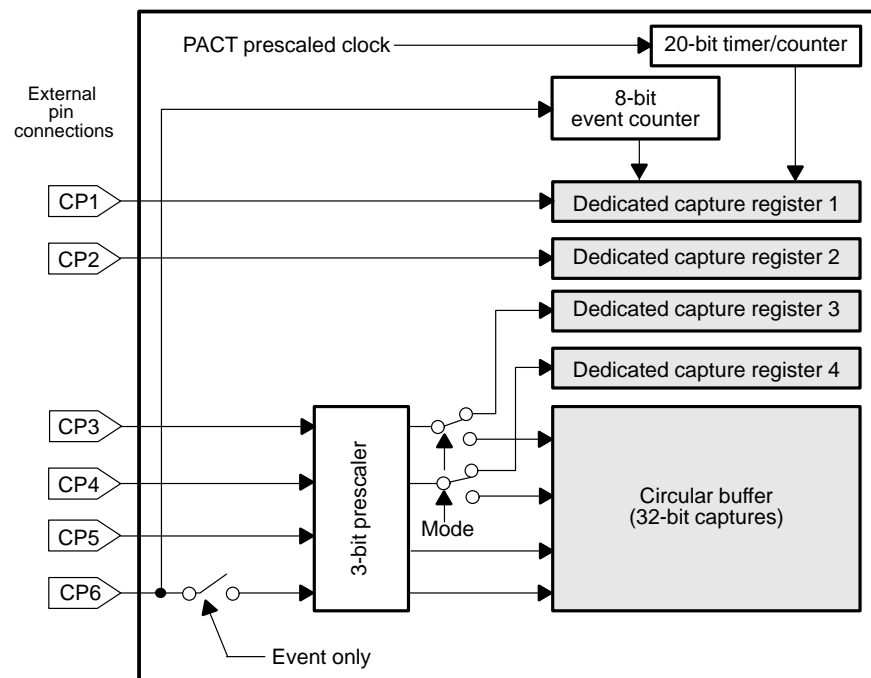 PACT prescaled clock
20-bit timer/counter
External
pin
connections
8-bit
event counter
CP1
Dedicated capture register 1
CP2
Dedicated capture register 2
Dedicated capture register 3
Dedicated capture register 4
CP3
CP4
CP5
CP6
3-bit prescaler
Mode
Circular buffer
(32-bit captures)
Event only